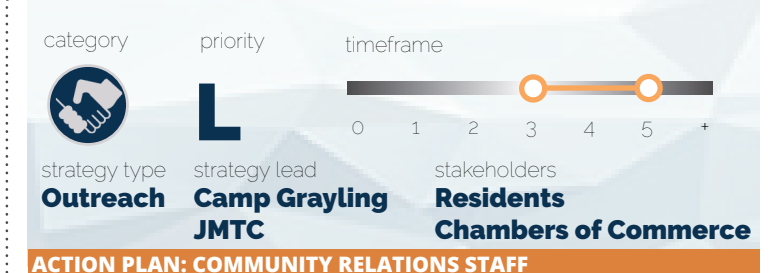 category priority timeframe
L
0 1 2 3 4 5 +
strategy type strategy lead stakeholders
Outreach Camp Grayling Residents
JMTC Chambers of Commerce
ACTION PLAN: COMMUNITY RELATIONS STAFF